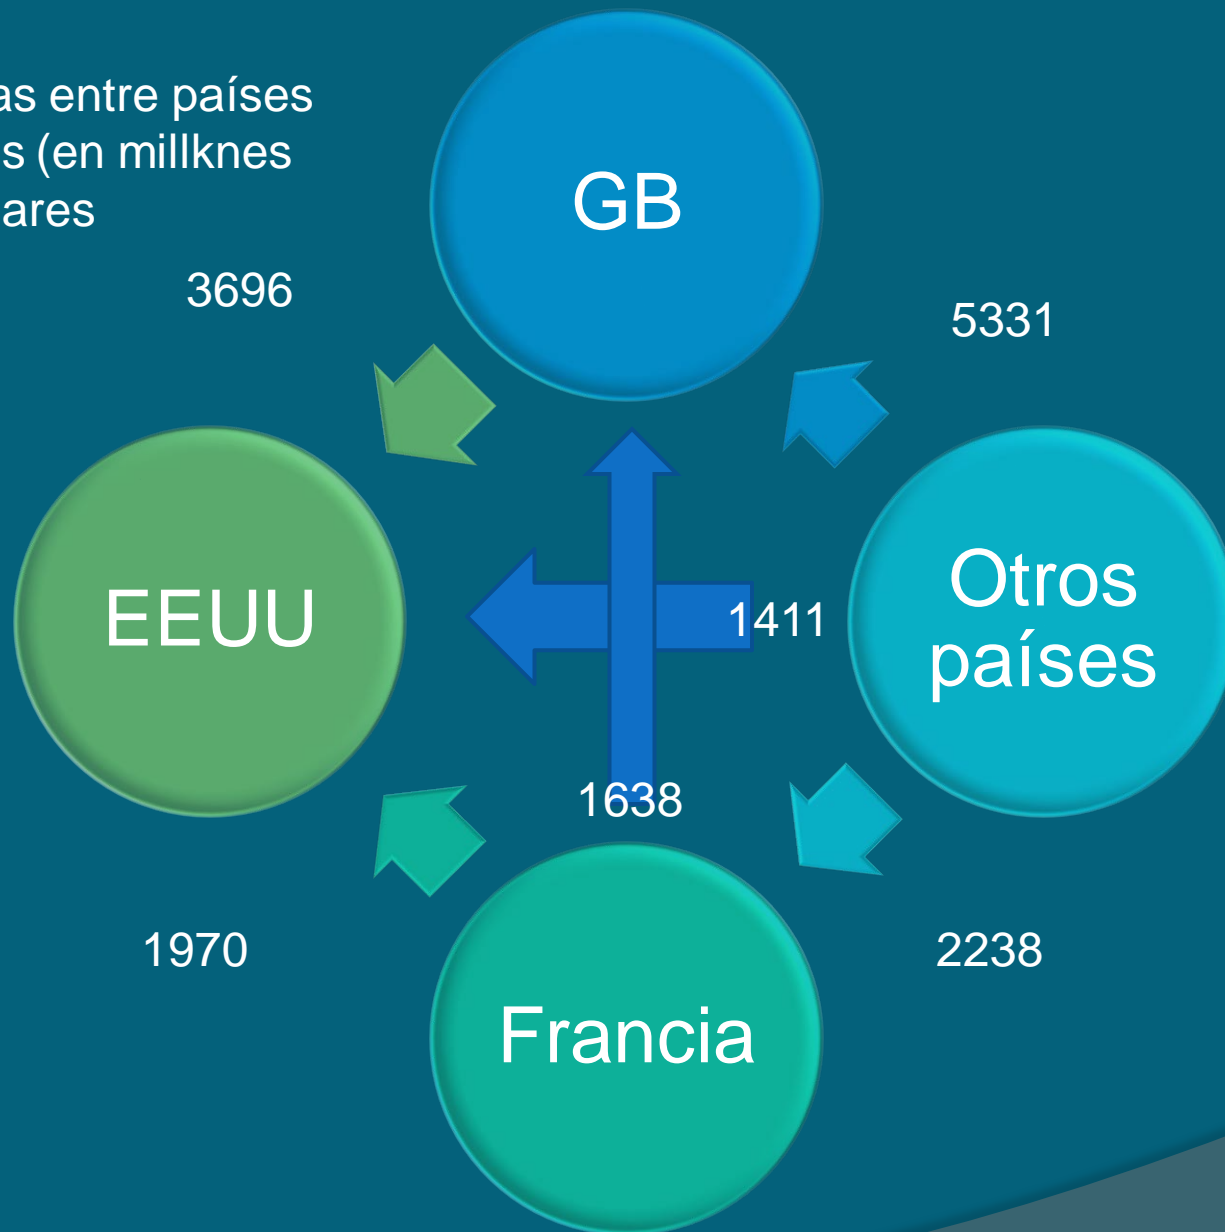 as entre países
s (en millknes
ares
GB
3696
5331
EEUU
1411
Otros
países
1638
1970
2238
Francia